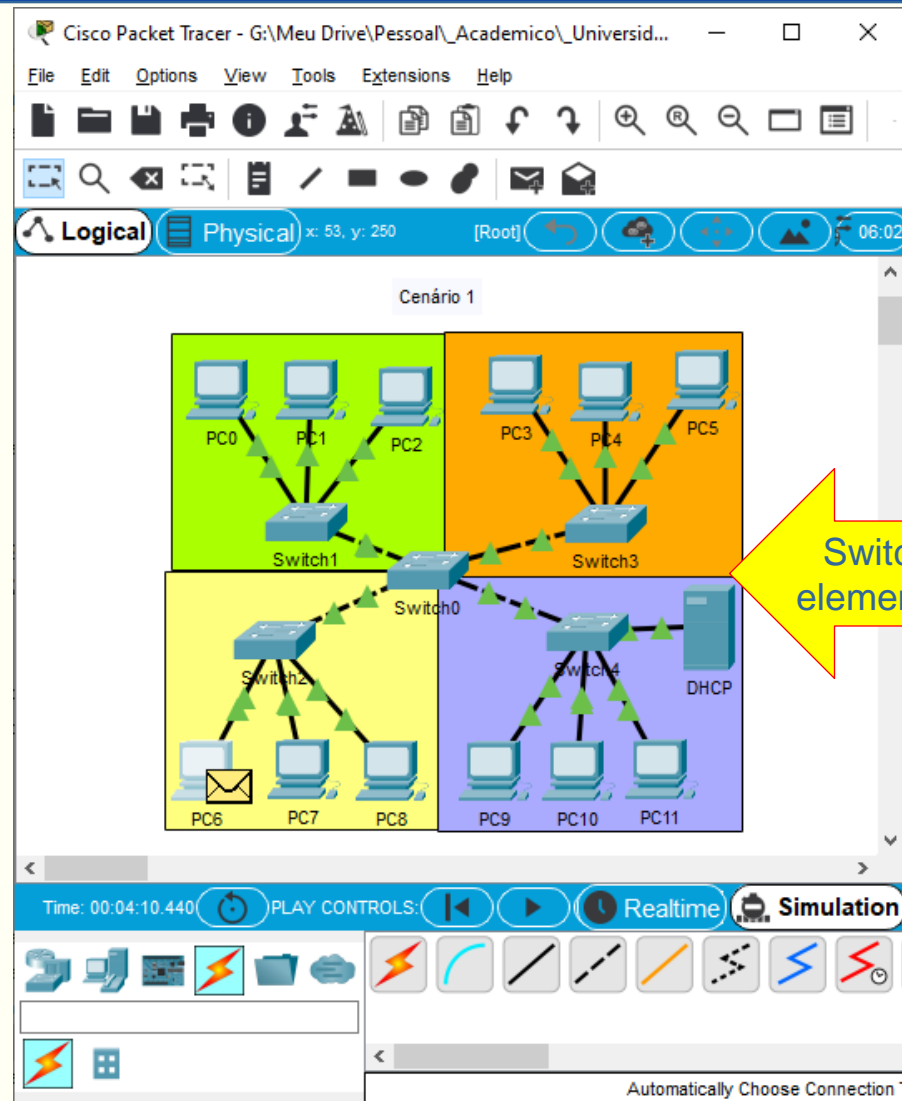 Cisco Packet Tracer - G:\Meu Drive\Pessoal\_Academico\_Universid...
File Edit Options View Tools Extensions Help
Logical Physical x: 53, y: 250 [Root] 06:02
Cenário 1
PC0 PC1 PC2 PC3 PC4 PC5
Switch1 Switch3
Switch0
Switch2 Switch4
DHCP
PC6 PC7 PC8 PC9 PC10 PC11
Time: 00:04:10.440 PLAY CONTROLS: Realtime Simulation
Automatically Choose Connection